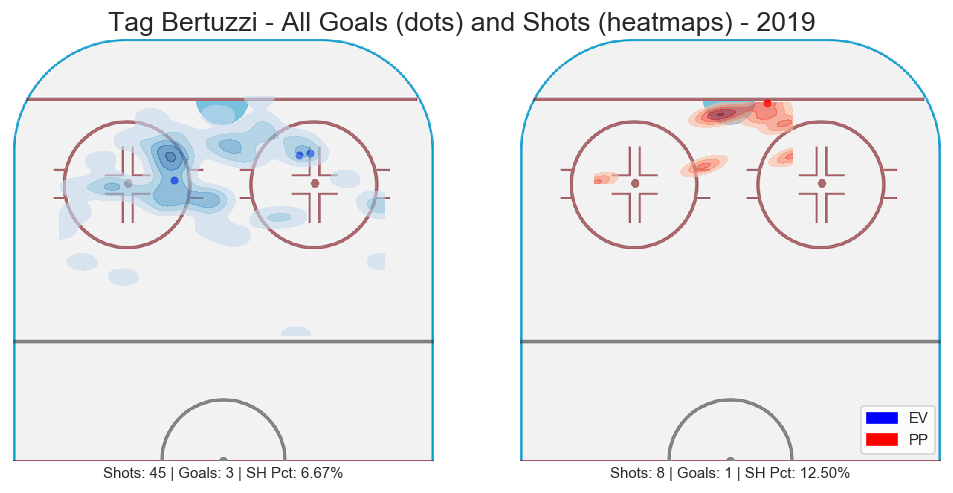 Tag Bertuzzi - All Goals (dots) and Shots (heatmaps) - 2019
EV
PP
Shots: 45 | Goals: 3 | SH Pct: 6.67%
Shots: 8 | Goals: 1 | SH Pct: 12.50%